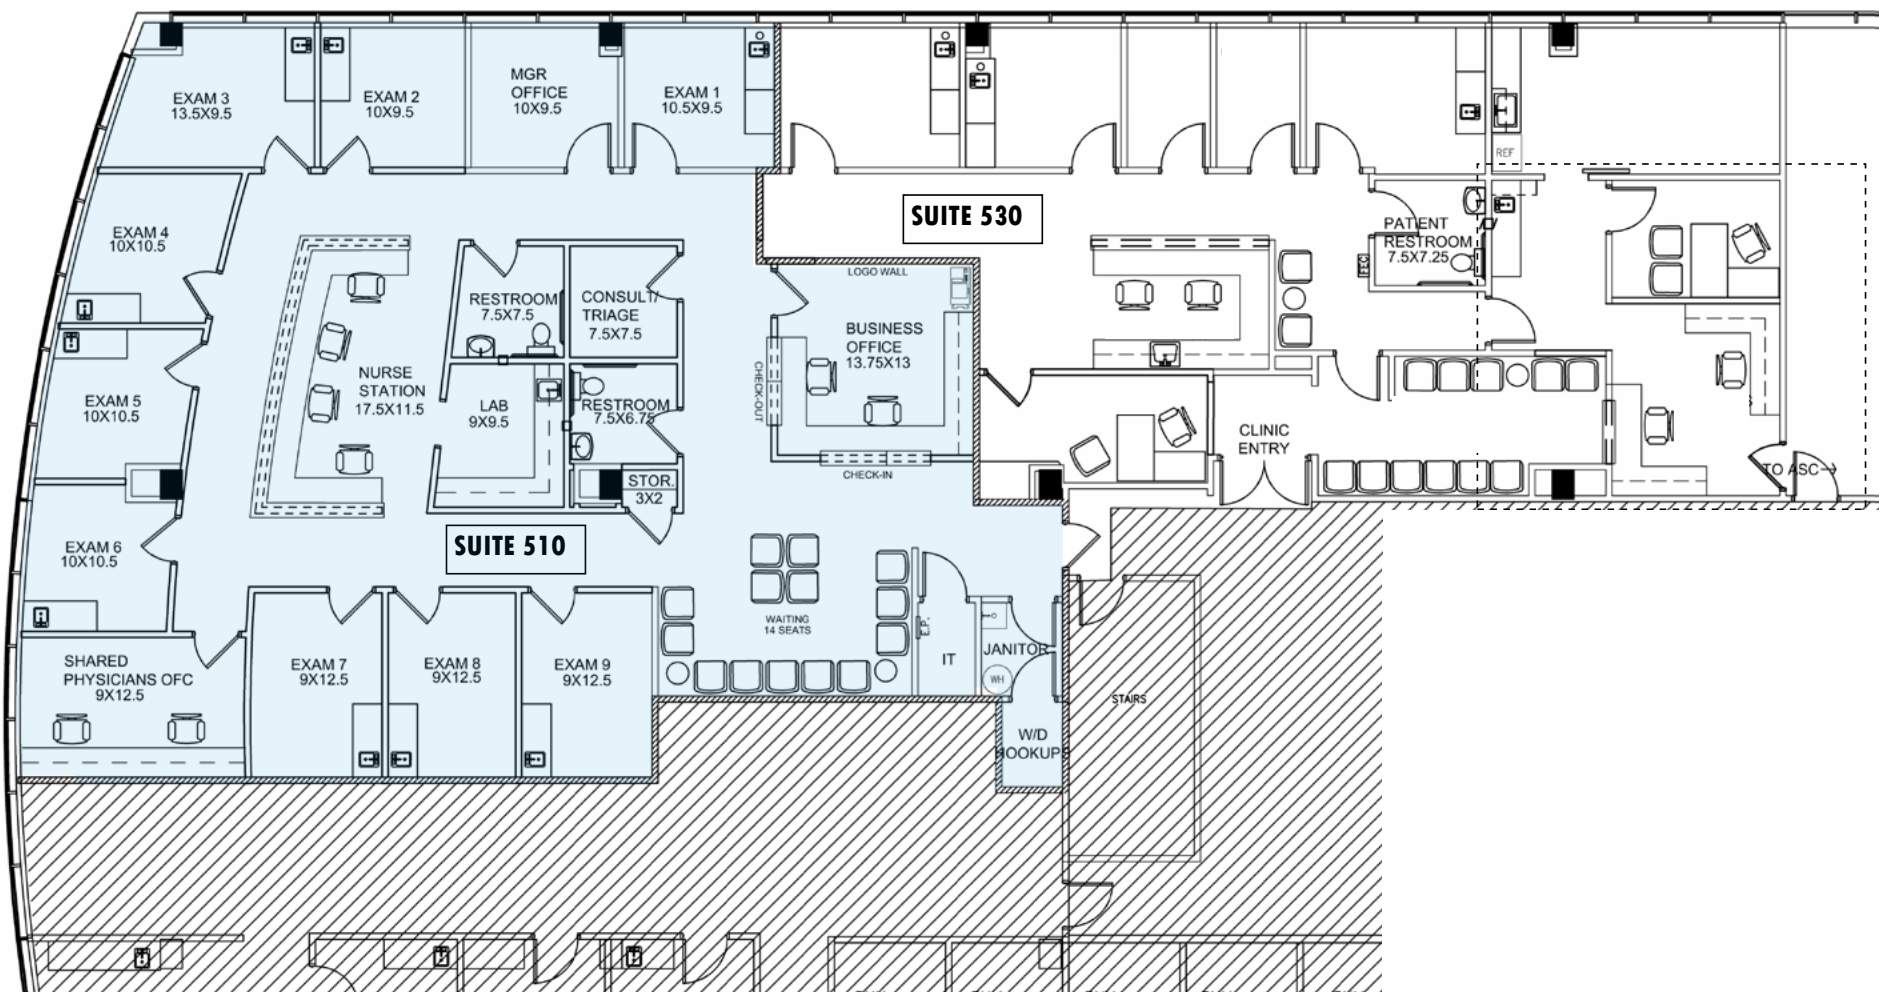 EXAM 3
13.5X9.5
EXAM 2
10X9.5
MGR
OFFICE
10X9.5
EXAM 1
10.5X9.5
REF
EXAM 4
10X10.5
SUITE 530
PATENT
RESTROOM
7.5X7.25
FEC
LOGO WALL
RESTROOM
7.5X7.5
CONSULT/
TRIAGE
7.5X7.5
BUSINESS
OFFICE
13.75X13
CHECK-OUT
NURSE
STATION
17.5X11.5
EXAM 5
10X10.5
LAB
9X9.5
RESTROOM
7.5X6.75
CLINIC
ENTRY
CHECK-IN
TO ASC
STOR.
3X2
EXAM 6
10X10.5
SUITE 510
WAITING
14 SEATS
E.P.
IT
JANITOR
WH
SHARED
PHYSICIANS OFC
9X12.5
EXAM 7
9X12.5
EXAM 8
9X12.5
EXAM 9
9X12.5
STAIRS
W/D
HOOKUPS